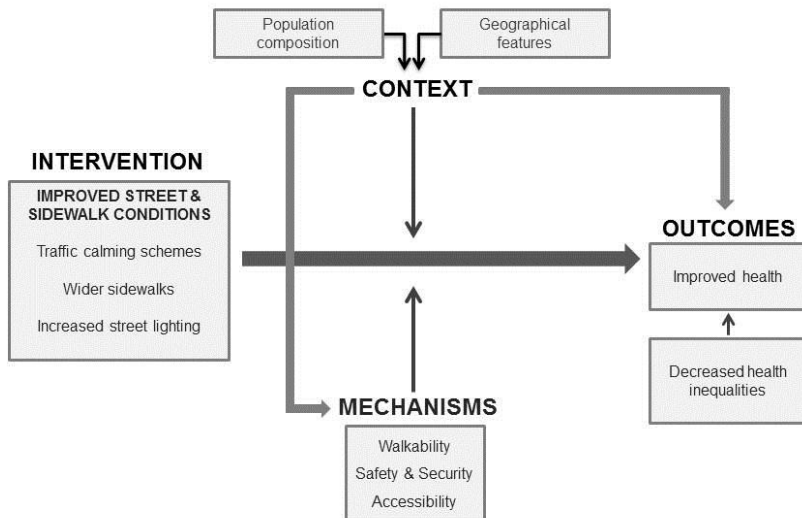 Population
composition
Geographical
features
CONTEXT
INTERVENTION
IMPROVED STREET &
SIDEWALK CONDITIONS
Traffic calming schemes
Wider sidewalks
Increased street lighting
OUTCOMES
Improved health
Decreased health
inequalities
MECHANISMS
Walkability
Safety & Security
Accessibility